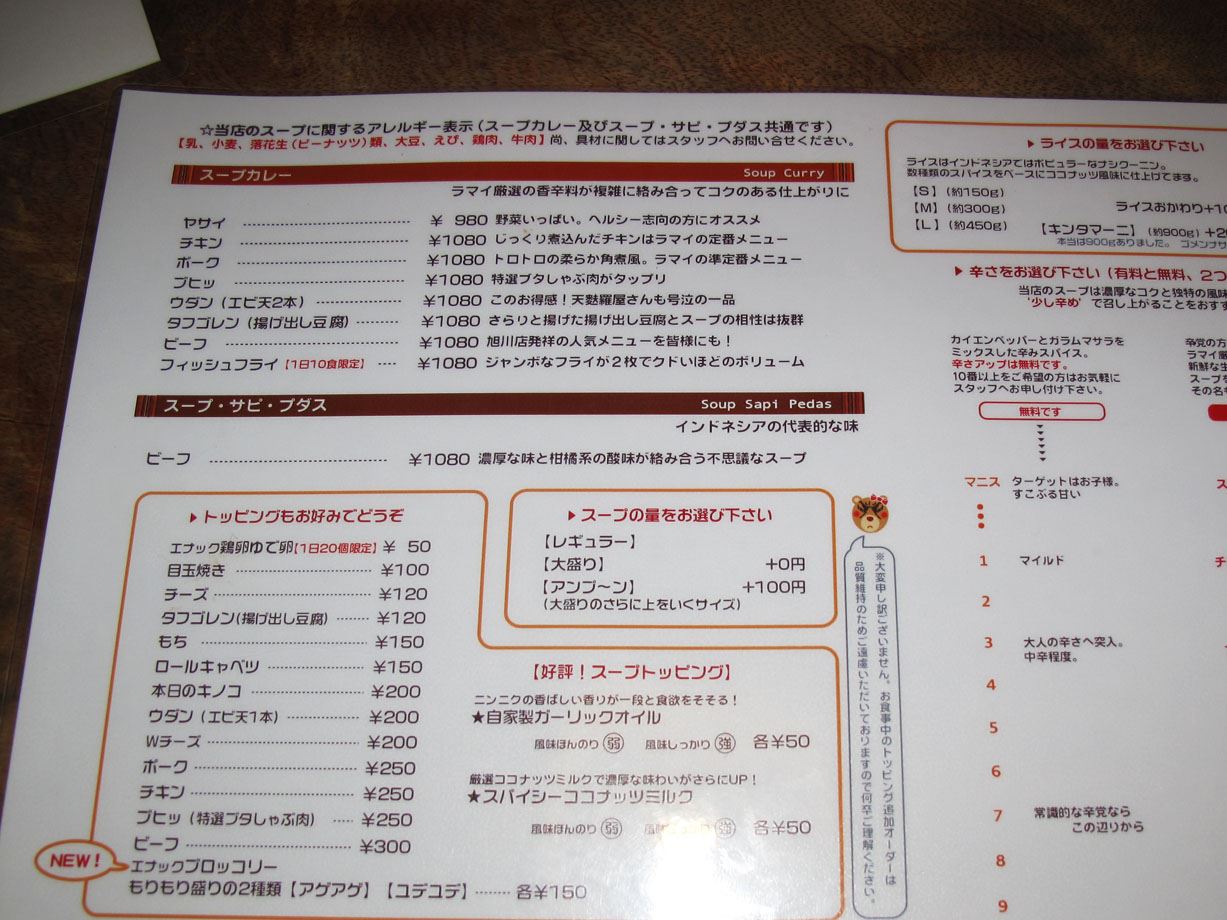 ☆当店のスープに関するアレルギー表示(スープカレー及びスープ・サピ・プダス共通です)
【乳、小麦、落花生(ピーナッツ)類、大豆、えび、鶏肉、牛肉】尚、具材に関してはスタッフへお問い合せください。
スープカレー Soup Curry
ラマイ厳選の香辛料が複雑に絡み合ってコクのある仕上がりに
ヤサイ ¥ 980 野菜いっぱい。ヘルシー志向の方にオススメ
チキン ¥1080 じっくり煮込んだチキンはラマイの定番メニュー
ポーク ¥1080 トロトロの柔らか角煮風。ラマイの準定番メニュー
ブヒッ ¥1080 特選ブタしゃぶ肉がタップリ
ウダン(エビ天2本) ¥1080 このお得感!天麩羅屋さんも号泣の一品
タフゴレン(揚げ出し豆腐) ¥1080 さらりと揚げた揚げ出し豆腐とスープの相性は抜群
ビーフ ¥1080 旭川店発祥の人気メニューを皆様にも!
フィッシュフライ【1日10食限定】 ¥1080 ジャンボなフライが2枚でクドいほどのボリューム
スープ・サピ・プダス Soup Sapi Pedas
インドネシアの代表的な味
ビーフ ¥1080 濃厚な味と柑橘系の酸味が絡み合う不思議なスープ
▶トッピングもお好みでどうぞ
エナック鶏卵ゆで卵【1日20個限定】 ¥ 50
目玉焼き ¥100
チーズ ¥120
タフゴレン(揚げ出し豆腐) ¥120
もち ¥150
ロールキャベツ ¥150
本日のキノコ ¥200
ウダン(エビ天1本) ¥200
Wチーズ ¥200
ポーク ¥250
チキン ¥250
ブヒッ(特選ブタしゃぶ肉) ¥250
ビーフ ¥300
NEW!
エナックブロッコリー
もりもり盛りの2種類【アゲアゲ】【ユデユデ】 各¥150
▶スープの量をお選び下さい
【レギュラー】
【大盛り】 +0円
【アンプ〜ン】 +100円
(大盛りのさらに上をいくサイズ)
【好評!スープトッピング】
ニンニクの香ばしい香りが一段と食欲をそそる!
★自家製ガーリックオイル
風味ほんのり 弱 風味しっかり 強 各¥50
厳選ココナッツミルクで濃厚な味わいがさらにUP!
★スパイシーココナッツミルク
風味ほんのり 弱 強 各¥50
※大変申し訳ございません。お食事中のトッピング追加オーダーは
品質維持のためご遠慮いただいておりますので何卒ご理解ください。
▶ライスの量をお選び下さい
ライスはインドネシアではポピュラーなナシクーニン。
数種類のスパイスをベースにココナッツ風味に仕上げてます。
【S】(約150g)
【M】(約300g) ライスおかわり+10
【L】(約450g) 【キンタマーニ】(約900g)+20
本当は900gありました。ゴメンナサ
▶辛さをお選び下さい(有料と無料、2つ
当店のスープは濃厚なコクと独特の風味
'少し辛め' で召し上がることをおす
カイエンペッパーとガラムマサラを
ミックスした辛みスパイス。
辛さアップは無料です。
10番以上をご希望の方はお気軽に
スタッフへお申し付け下さい。
無料です
辛党の方
ラマイ厳
新鮮な生
スープを
その名も
マニス ターゲットはお子様。
すこぶる甘い
1 マイルド
2
3 大人の辛さへ突入。
中辛程度。
4
5
6
7 常識的な辛党なら
この辺りから
8
9